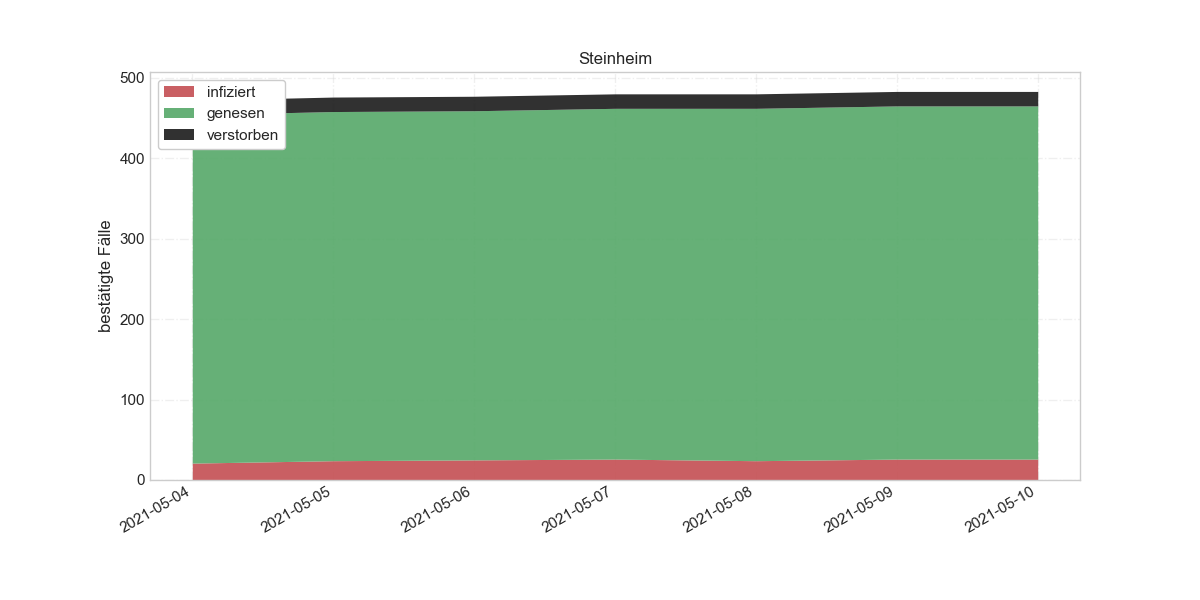 Steinheim
infiziert
genesen
verstorben
bestätigte Fälle
500
400
300
200
100
0
2021-05-04
2021-05-05
2021-05-06
2021-05-07
2021-05-08
2021-05-09
2021-05-10